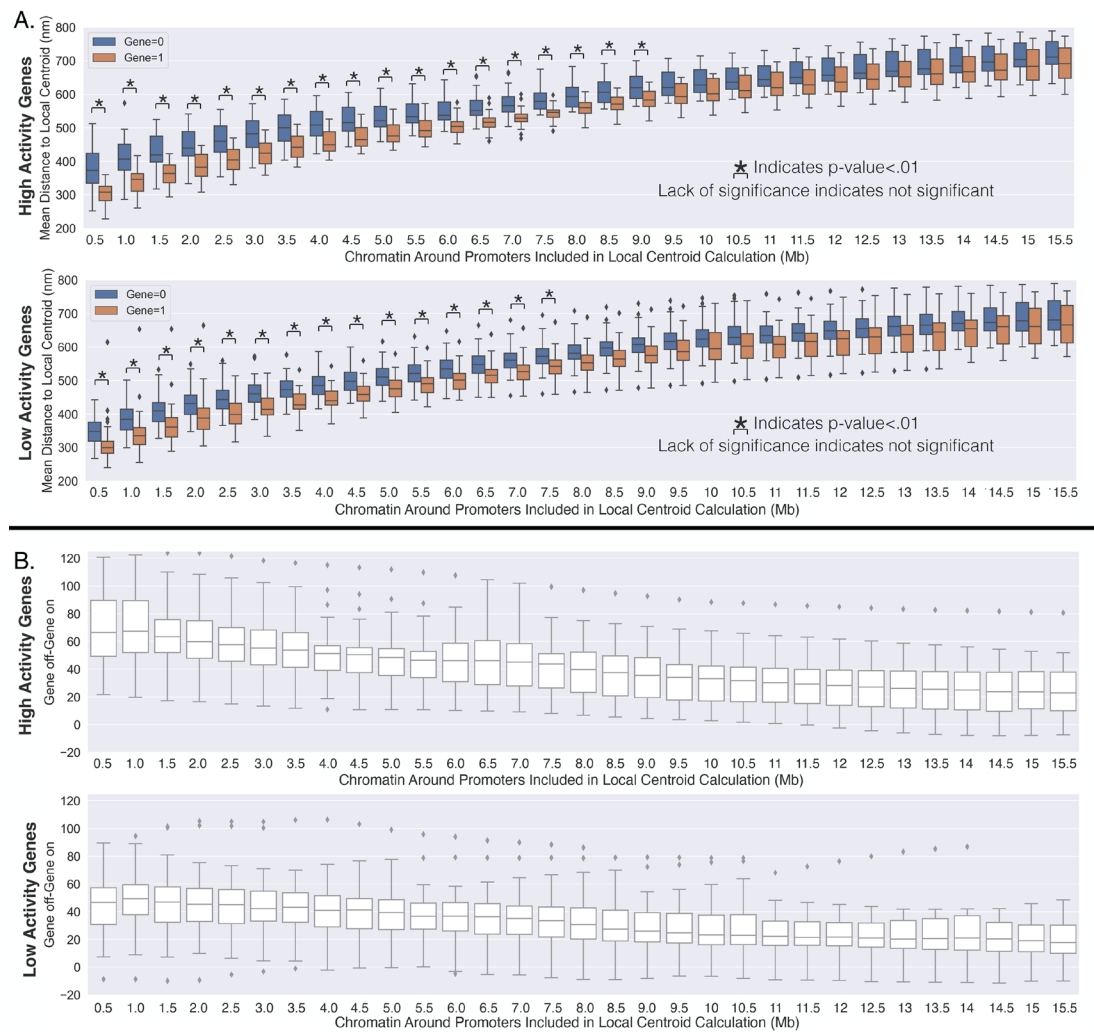 A.
High Activity Genes
Mean Distance to Local Centroid (nm)
800
700
600
500
400
300
200
Gene=0
Gene=1
* * * * * * * * * * * * * * * * * *
* Indicates p-value<.01
Lack of significance indicates not significant
0.5 1.0 1.5 2.0 2.5 3.0 3.5 4.0 4.5 5.0 5.5 6.0 6.5 7.0 7.5 8.0 8.5 9.0 9.5 10 10.5 11 11.5 12 12.5 13 13.5 14 14.5 15 15.5
Chromatin Around Promoters Included in Local Centroid Calculation (Mb)
Low Activity Genes
Mean Distance to Local Centroid (nm)
800
700
600
500
400
300
200
Gene=0
Gene=1
* * * * * * * * * * * * * * *
* Indicates p-value<.01
Lack of significance indicates not significant
0.5 1.0 1.5 2.0 2.5 3.0 3.5 4.0 4.5 5.0 5.5 6.0 6.5 7.0 7.5 8.0 8.5 9.0 9.5 10 10.5 11 11.5 12 12.5 13 13.5 14 14.5 15 15.5
Chromatin Around Promoters Included in Local Centroid Calculation (Mb)
B.
High Activity Genes
Gene off-Gene on
120
100
80
60
40
20
0
−20
0.5 1.0 1.5 2.0 2.5 3.0 3.5 4.0 4.5 5.0 5.5 6.0 6.5 7.0 7.5 8.0 8.5 9.0 9.5 10 10.5 11 11.5 12 12.5 13 13.5 14 14.5 15 15.5
Chromatin Around Promoters Included in Local Centroid Calculation (Mb)
Low Activity Genes
Gene off-Gene on
120
100
80
60
40
20
0
−20
0.5 1.0 1.5 2.0 2.5 3.0 3.5 4.0 4.5 5.0 5.5 6.0 6.5 7.0 7.5 8.0 8.5 9.0 9.5 10 10.5 11 11.5 12 12.5 13 13.5 14 14.5 15 15.5
Chromatin Around Promoters Included in Local Centroid Calculation (Mb)